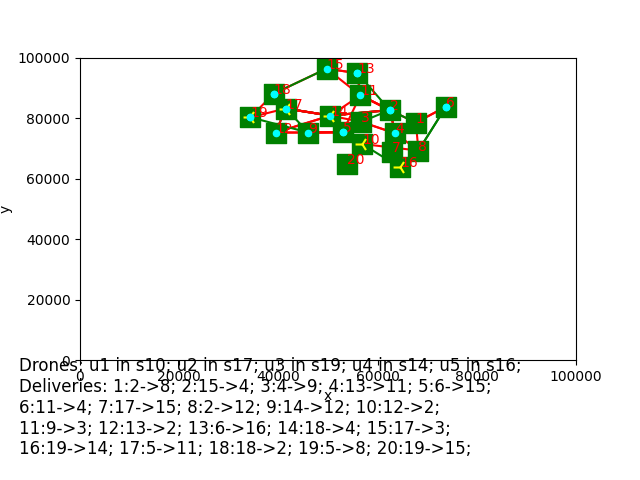 100000
80000
60000
40000
20000
0
0 20000 40000 60000 80000 100000
y
x
Drones: u1 in s10; u2 in s17; u3 in s19; u4 in s14; u5 in s16;
Deliveries: 1:2->8; 2:15->4; 3:4->9; 4:13->11; 5:6->15;
6:11->4; 7:17->15; 8:2->12; 9:14->12; 10:12->2;
11:9->3; 12:13->2; 13:6->16; 14:18->4; 15:17->3;
16:19->14; 17:5->11; 18:18->2; 19:5->8; 20:19->15;